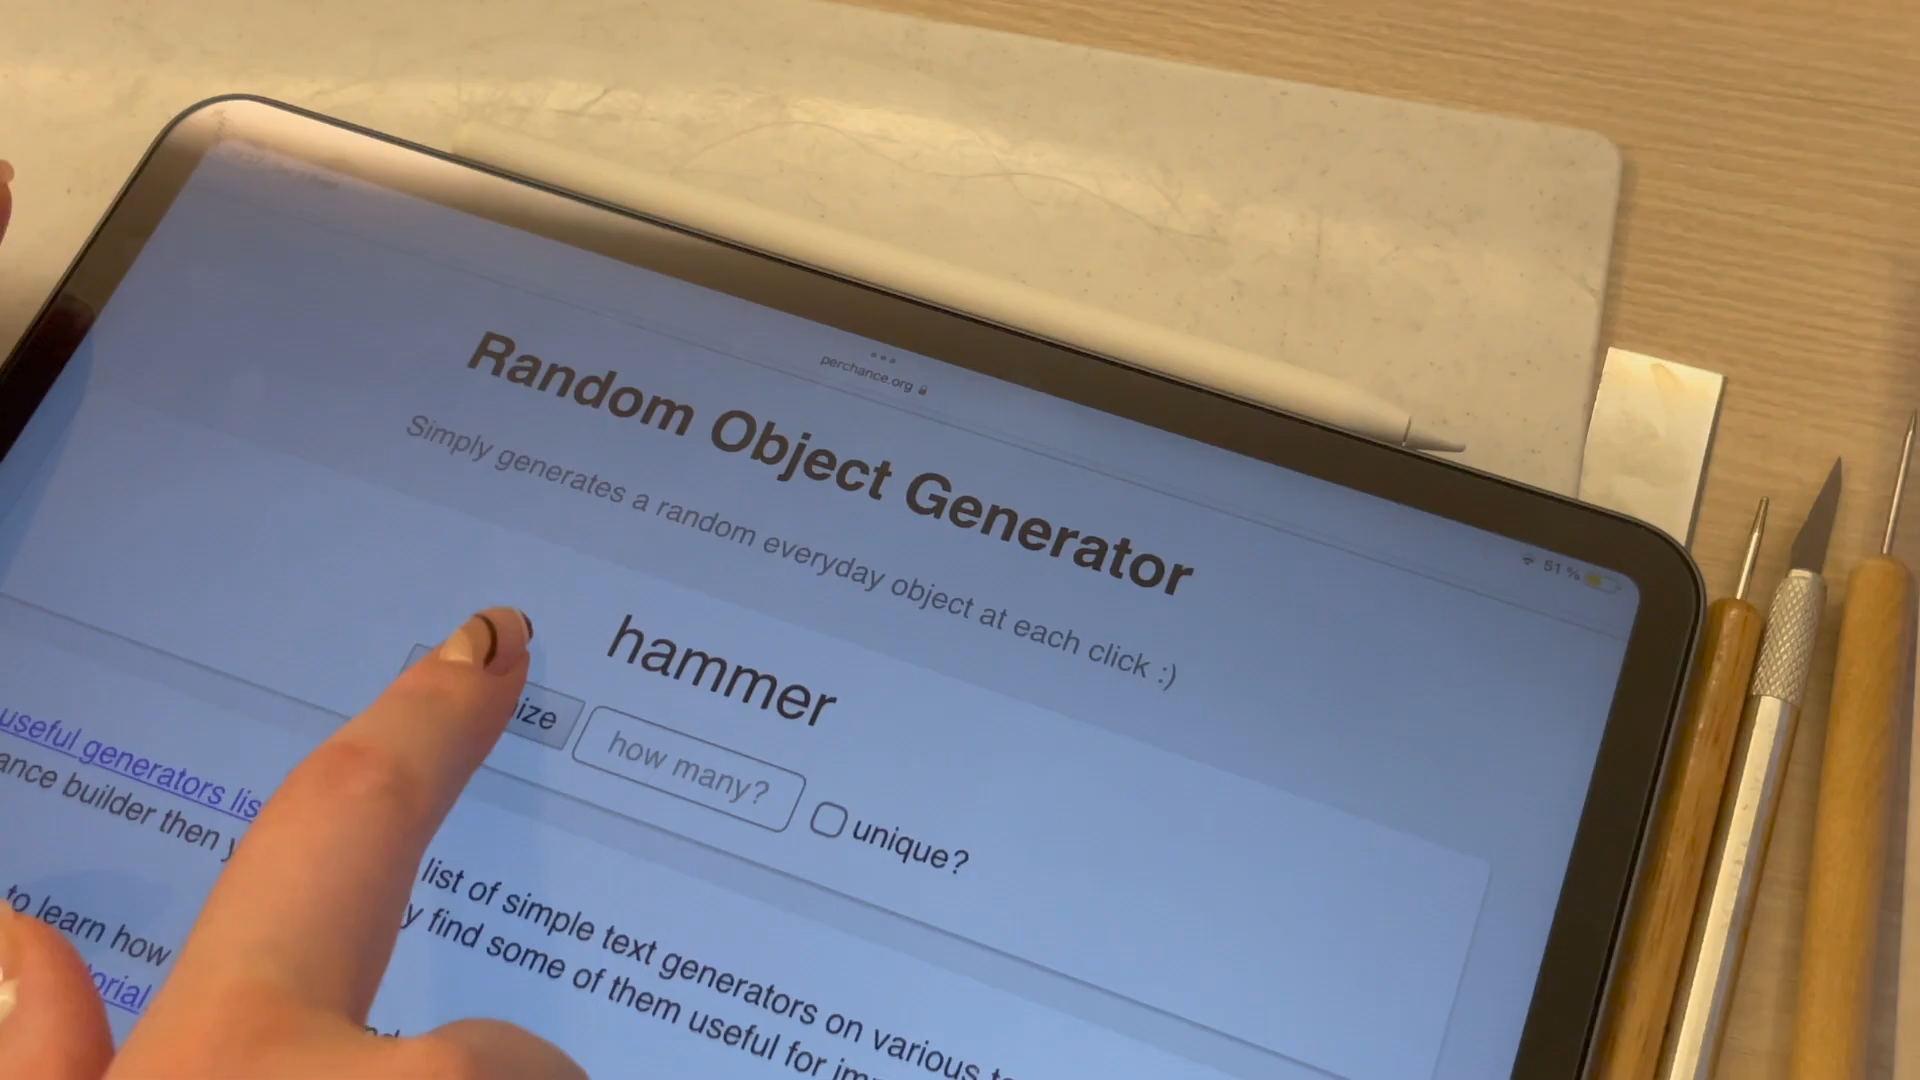 perchance.org
51 %
Random Object Generator
Simply generates a random everyday object at each click :)
hammer
ize
how many?
unique?
useful generators lis
list of simple text generators on various
ance builder then
y find some of them useful for
to learn how
torial